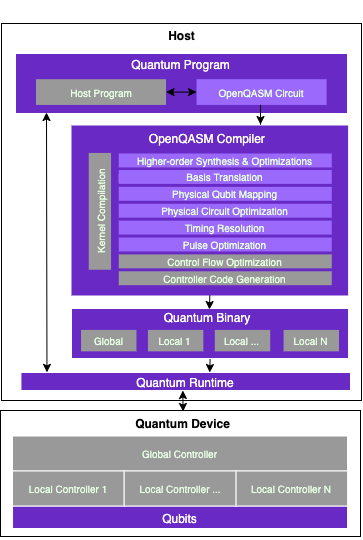 Host
Quantum Program
Host Program
OpenQASM Circuit
OpenQASM Compiler
Kernel Compilation
Higher-order Synthesis & Optimizations
Basis Translation
Physical Qubit Mapping
Physical Circuit Optimization
Timing Resolution
Pulse Optimization
Control Flow Optimization
Controller Code Generation
Quantum Binary
Global
Local 1
Local ...
Local N
Quantum Runtime
Quantum Device
Global Controller
Local Controller 1
Local Controller ...
Local Controller N
Qubits